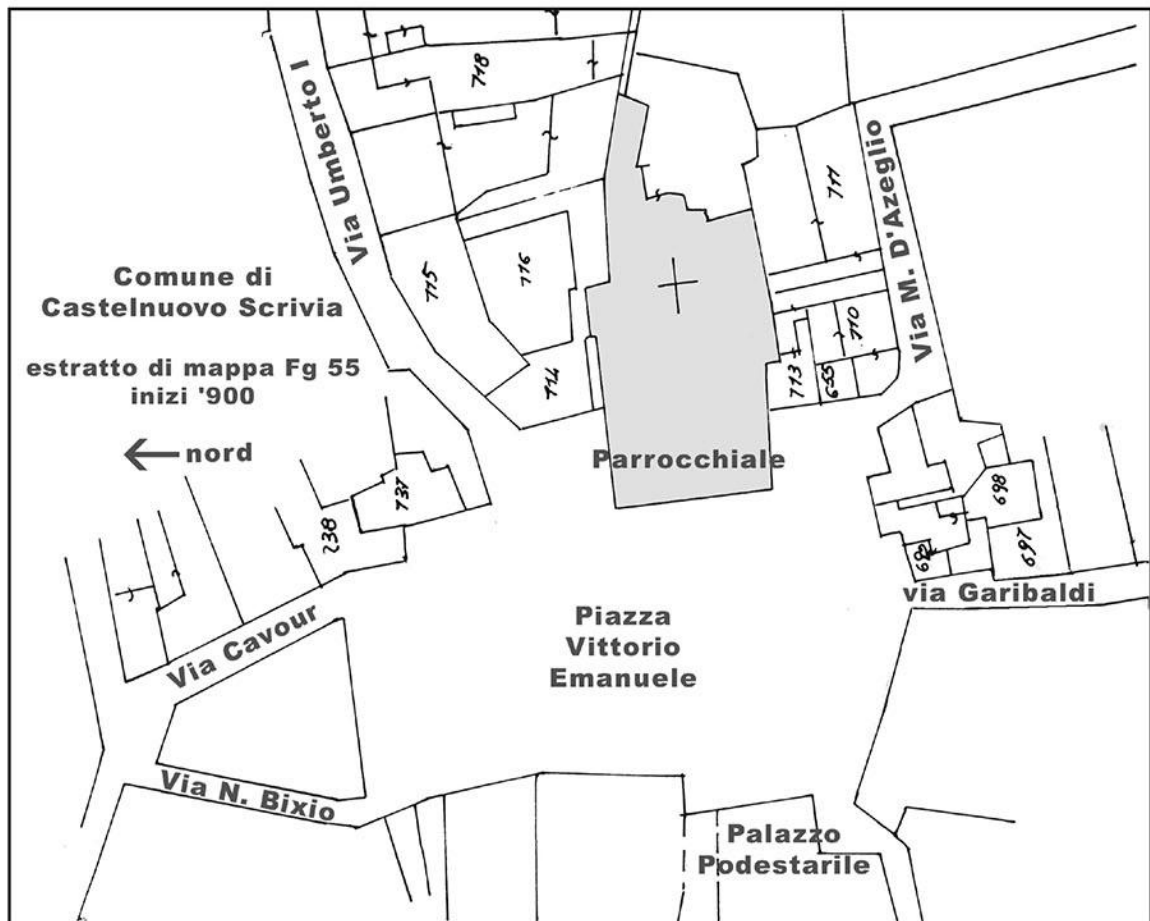 718
Via Umberto I
711
Via M. D'Azeglio
716
715
Comune di
Castelnuovo Scrivia
estratto di mappa Fg 55
inizi '900
nord
710
714
713
655
Parrocchiale
737
238
698
697
via Garibaldi
Via Cavour
Piazza
Vittorio
Emanuele
Via N. Bixio
Palazzo
Podestarile